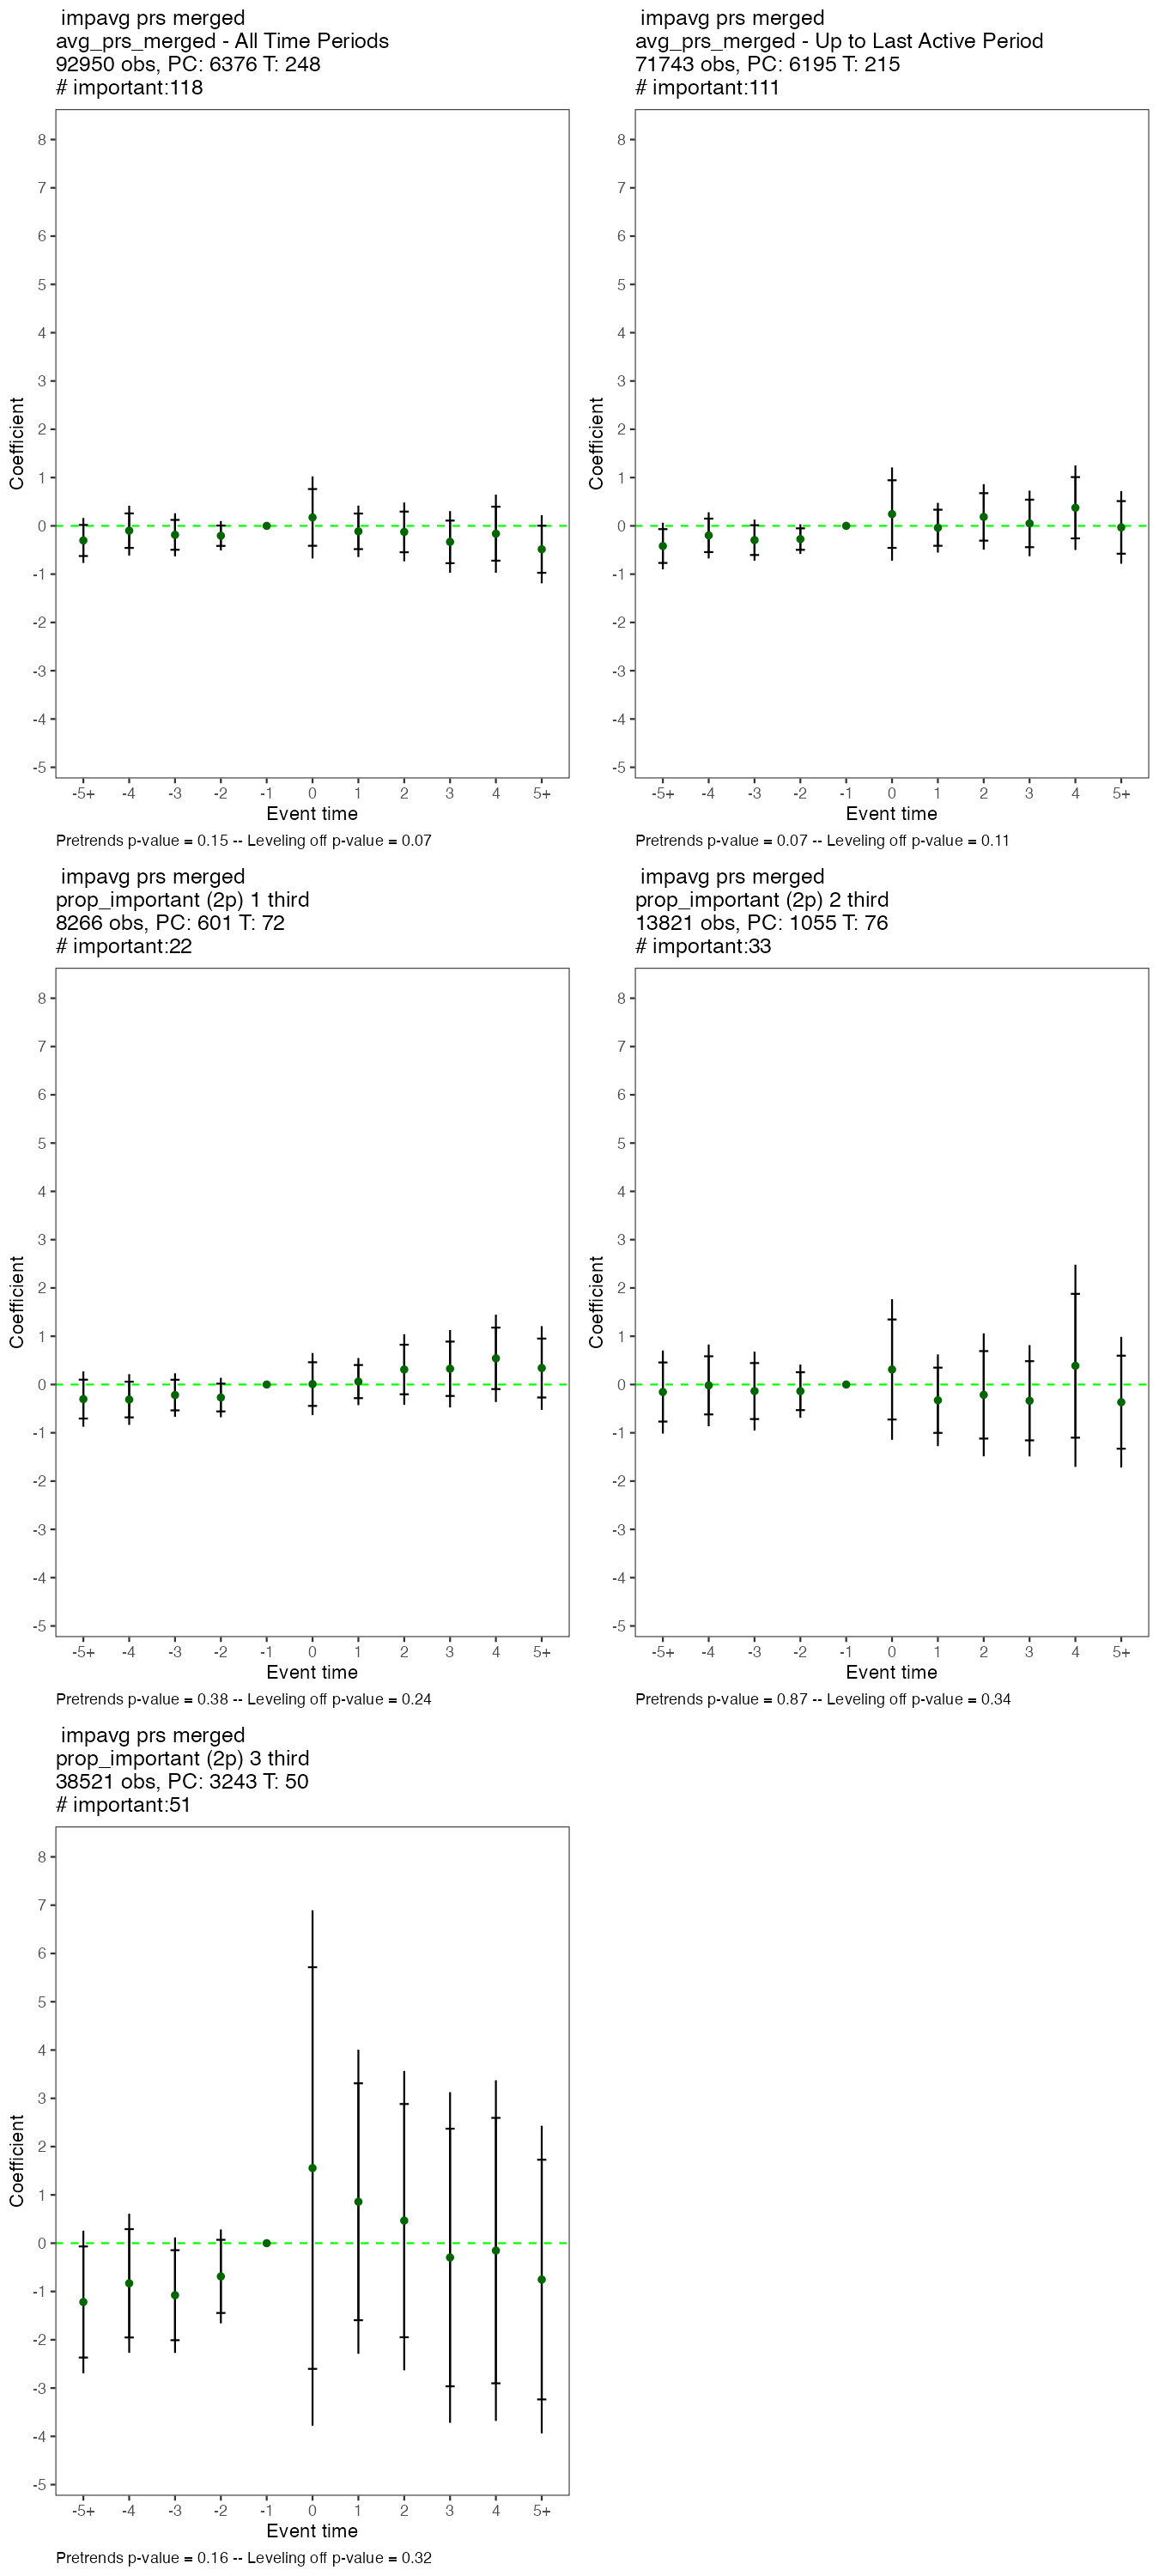 impavg prs merged
avg_prs_merged - All Time Periods
92950 obs, PC: 6376 T: 248
# important:118
8
7
6
5
4
3
2
1
0
-1
-2
-3
-4
-5
Coefficient
-5+ -4 -3 -2 -1 0 1 2 3 4 5+
Event time
Pretrends p-value = 0.15 -- Leveling off p-value = 0.07
impavg prs merged
avg_prs_merged - Up to Last Active Period
71743 obs, PC: 6195 T: 215
# important:111
8
7
6
5
4
3
2
1
0
-1
-2
-3
-4
-5
Coefficient
-5+ -4 -3 -2 -1 0 1 2 3 4 5+
Event time
Pretrends p-value = 0.07 -- Leveling off p-value = 0.11
impavg prs merged
prop_important (2p) 1 third
8266 obs, PC: 601 T: 72
# important:22
8
7
6
5
4
3
2
1
0
-1
-2
-3
-4
-5
Coefficient
-5+ -4 -3 -2 -1 0 1 2 3 4 5+
Event time
Pretrends p-value = 0.38 -- Leveling off p-value = 0.24
impavg prs merged
prop_important (2p) 2 third
13821 obs, PC: 1055 T: 76
# important:33
8
7
6
5
4
3
2
1
0
-1
-2
-3
-4
-5
Coefficient
-5+ -4 -3 -2 -1 0 1 2 3 4 5+
Event time
Pretrends p-value = 0.87 -- Leveling off p-value = 0.34
impavg prs merged
prop_important (2p) 3 third
38521 obs, PC: 3243 T: 50
# important:51
8
7
6
5
4
3
2
1
0
-1
-2
-3
-4
-5
Coefficient
-5+ -4 -3 -2 -1 0 1 2 3 4 5+
Event time
Pretrends p-value = 0.16 -- Leveling off p-value = 0.32